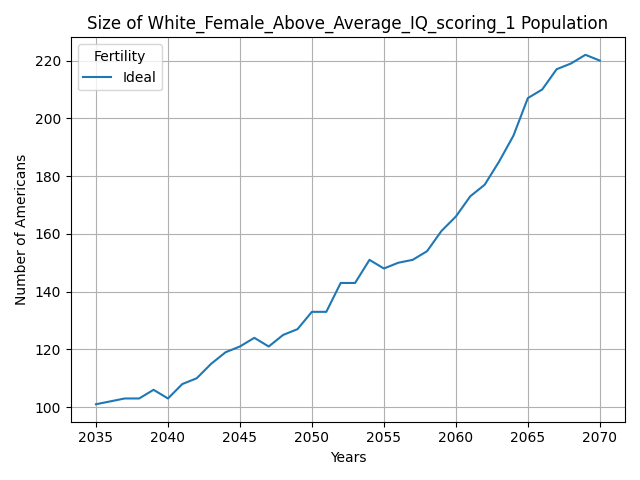 Size of White_Female_Above_Average_IQ_scoring_1 Population
Fertility
Ideal
Number of Americans
220
200
180
160
140
120
100
2035 2040 2045 2050 2055 2060 2065 2070
Years